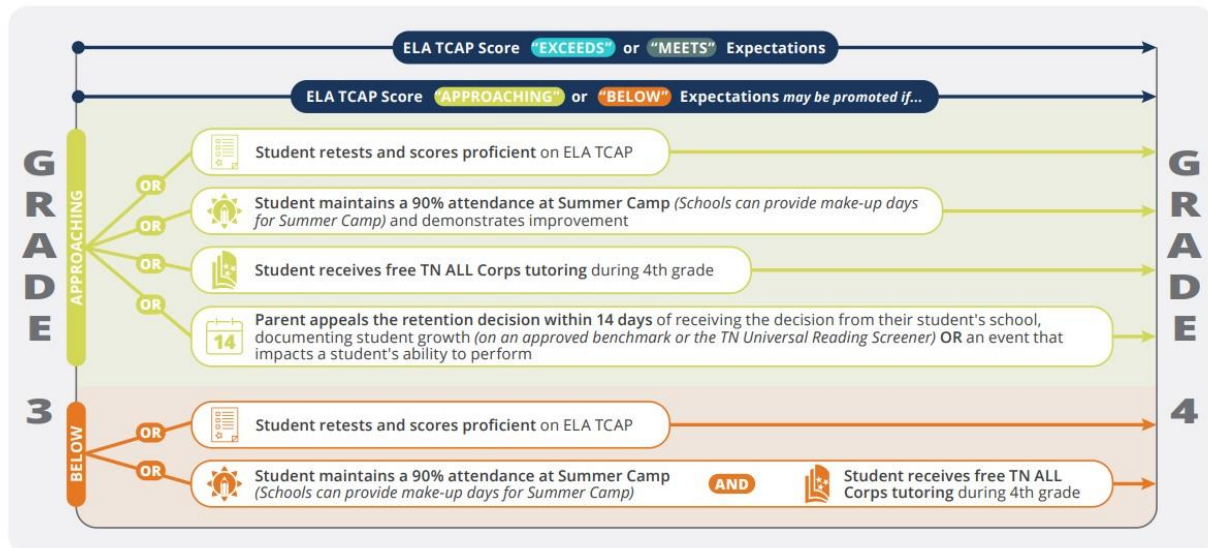 ELA TCAP Score "EXCEEDS" or "MEETS" Expectations
ELA TCAP Score "APPROACHING" or "BELOW" Expectations may be promoted if...
GRADE 3
APPROACHING
OR
Student retests and scores proficient on ELA TCAP
OR
Student maintains a 90% attendance at Summer Camp (Schools can provide make-up days
for Summer Camp) and demonstrates improvement
OR
Student receives free TN ALL Corps tutoring during 4th grade
OR
14
Parent appeals the retention decision within 14 days of receiving the decision from their student's school,
documenting student growth (on an approved benchmark or the TN Universal Reading Screener) OR an event that
impacts a student's ability to perform
BELOW
OR
Student retests and scores proficient on ELA TCAP
OR
Student maintains a 90% attendance at Summer Camp
(Schools can provide make-up days for Summer Camp)
AND
Student receives free TN ALL
Corps tutoring during 4th grade
GRADE 4